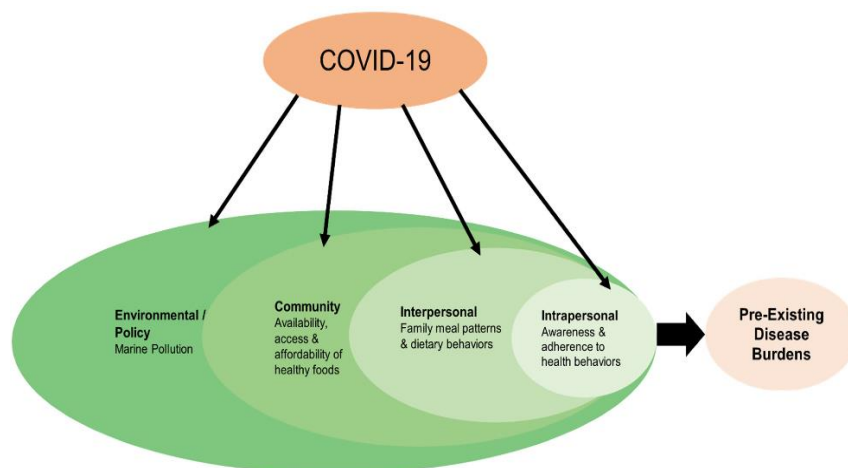 COVID-19
Environmental /
Policy
Marine Pollution
Community
Availability,
access &
affordability of
healthy foods
Interpersonal
Family meal patterns
& dietary behaviors
Intrapersonal
Awareness &
adherence to
health behaviors
Pre-Existing
Disease
Burdens